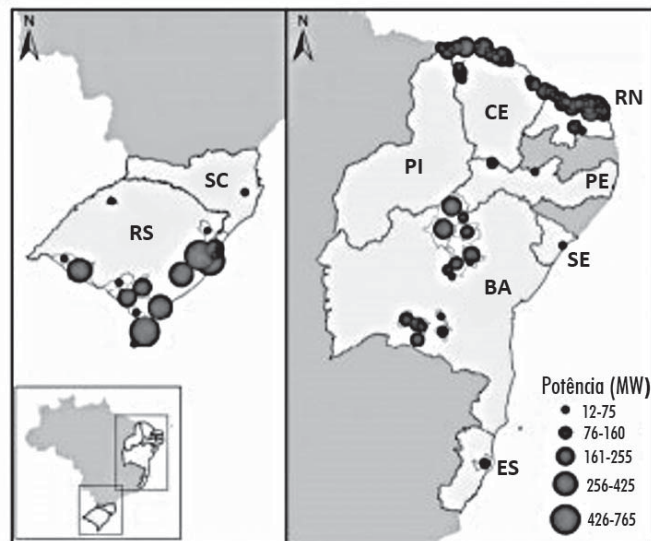 N
SC
RS
N
RN
CE
PI
PE
SE
BA
ES
Potência (MW)
12-75
76-160
161-255
256-425
426-765